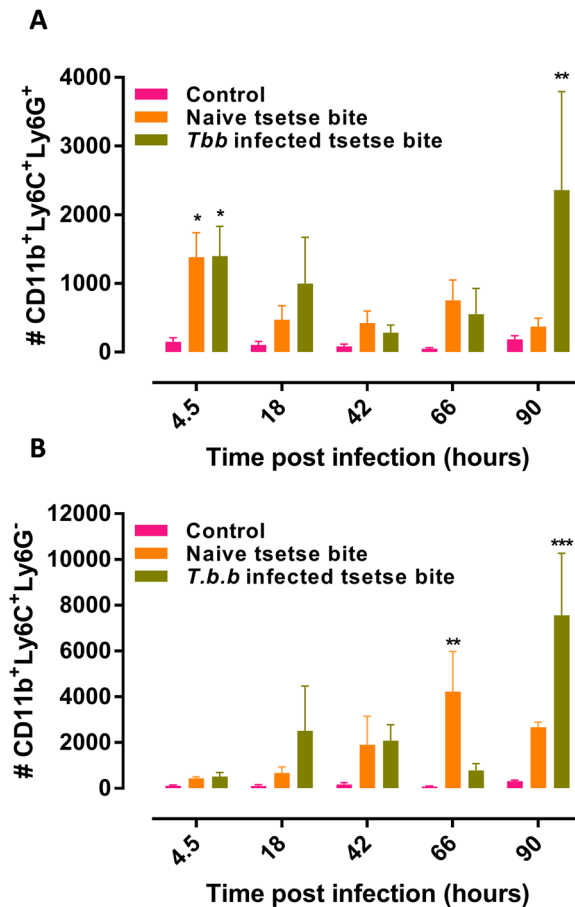 A
# CD11b⁺Ly6C⁺Ly6G⁺
4000
3000
2000
1000
0
Control
Naive tsetse bite
Tbb infected tsetse bite
* * **
4.5 18 42 66 90
Time post infection (hours)
B
# CD11b⁺Ly6C⁺Ly6G⁻
12000
10000
8000
6000
4000
2000
0
Control
Naive tsetse bite
T.b.b infected tsetse bite
** ***
4.5 18 42 66 90
Time post infection (hours)